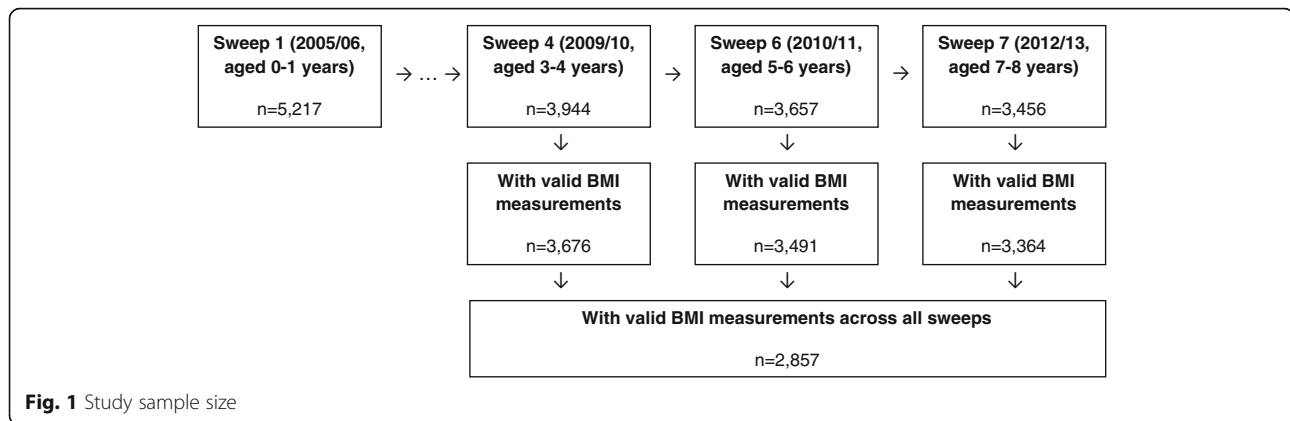 Sweep 1 (2005/06,
aged 0-1 years)
n=5,217
→ … →
Sweep 4 (2009/10,
aged 3-4 years)
n=3,944
→
Sweep 6 (2010/11,
aged 5-6 years)
n=3,657
→
Sweep 7 (2012/13,
aged 7-8 years)
n=3,456
↓ ↓ ↓
With valid BMI
measurements
n=3,676
With valid BMI
measurements
n=3,491
With valid BMI
measurements
n=3,364
↓ ↓ ↓
With valid BMI measurements across all sweeps
n=2,857
Fig. 1 Study sample size